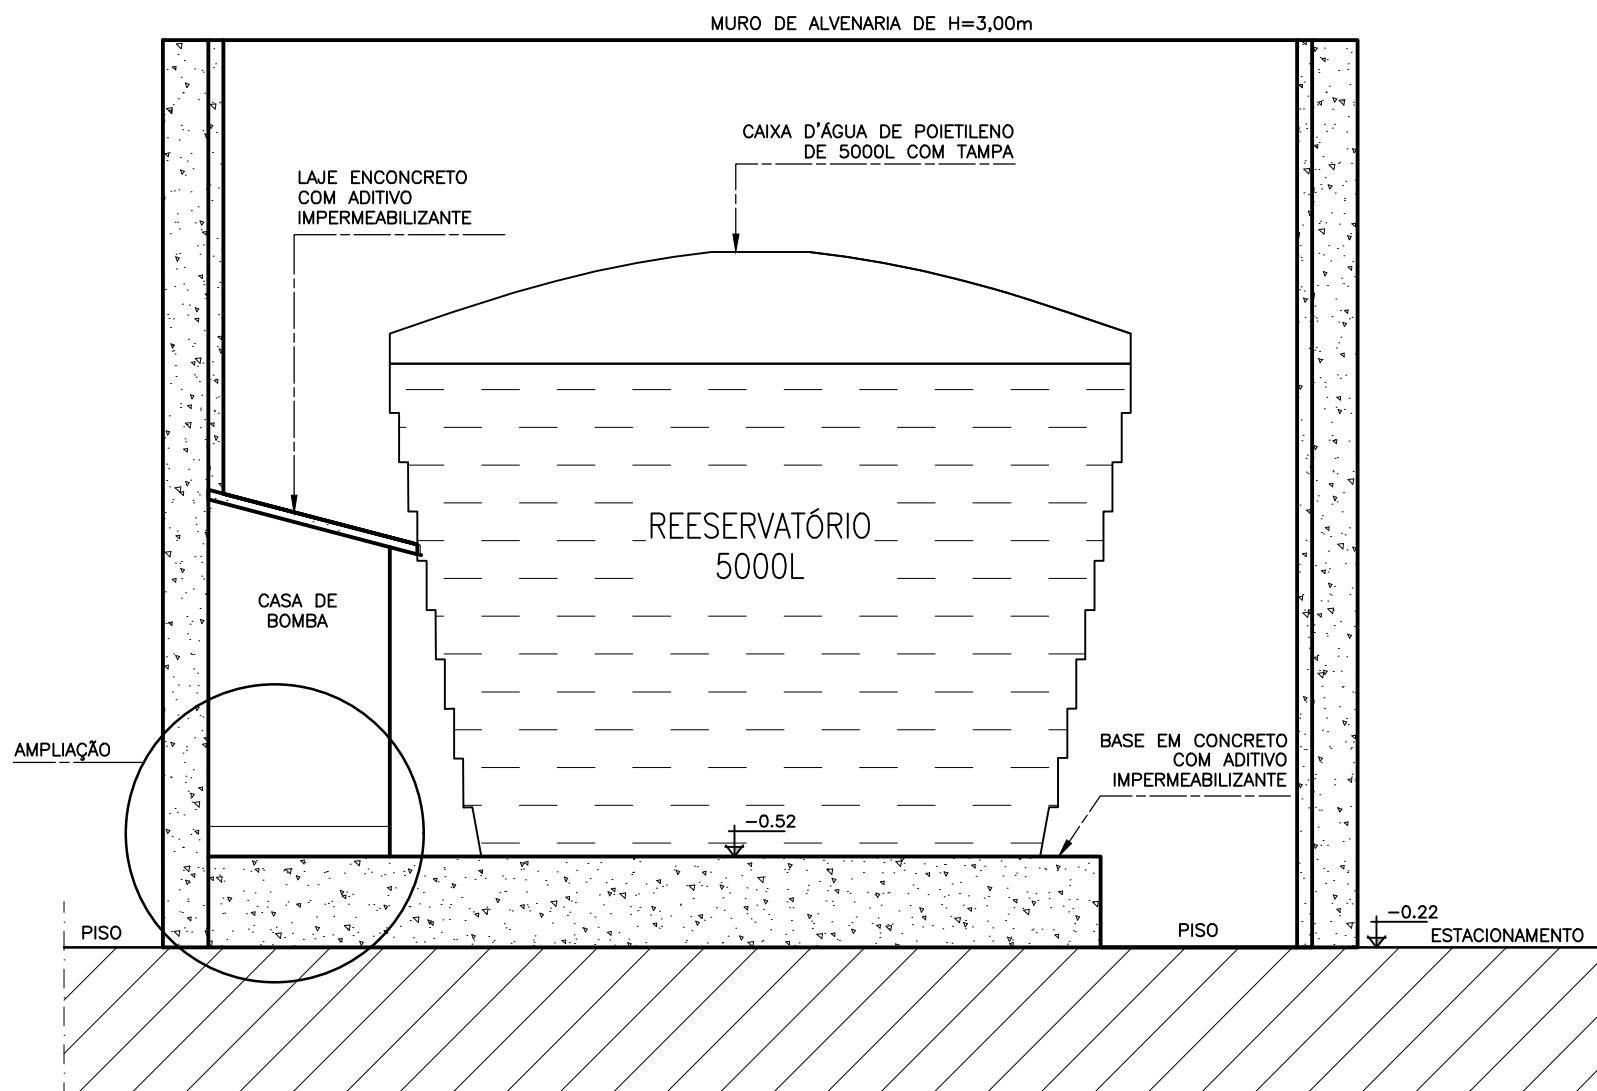 MURO DE ALVENARIA DE H=3,00m
CAIXA D'ÁGUA DE POIETILENO
DE 5000L COM TAMPA
LAJE ENCONCRETO
COM ADITIVO
IMPERMEABILIZANTE
REESERVATÓRIO
5000L
CASA DE
BOMBA
AMPLIAÇÃO
BASE EM CONCRETO
COM ADITIVO
IMPERMEABILIZANTE
-0.52
-0.22
PISO
PISO
ESTACIONAMENTO